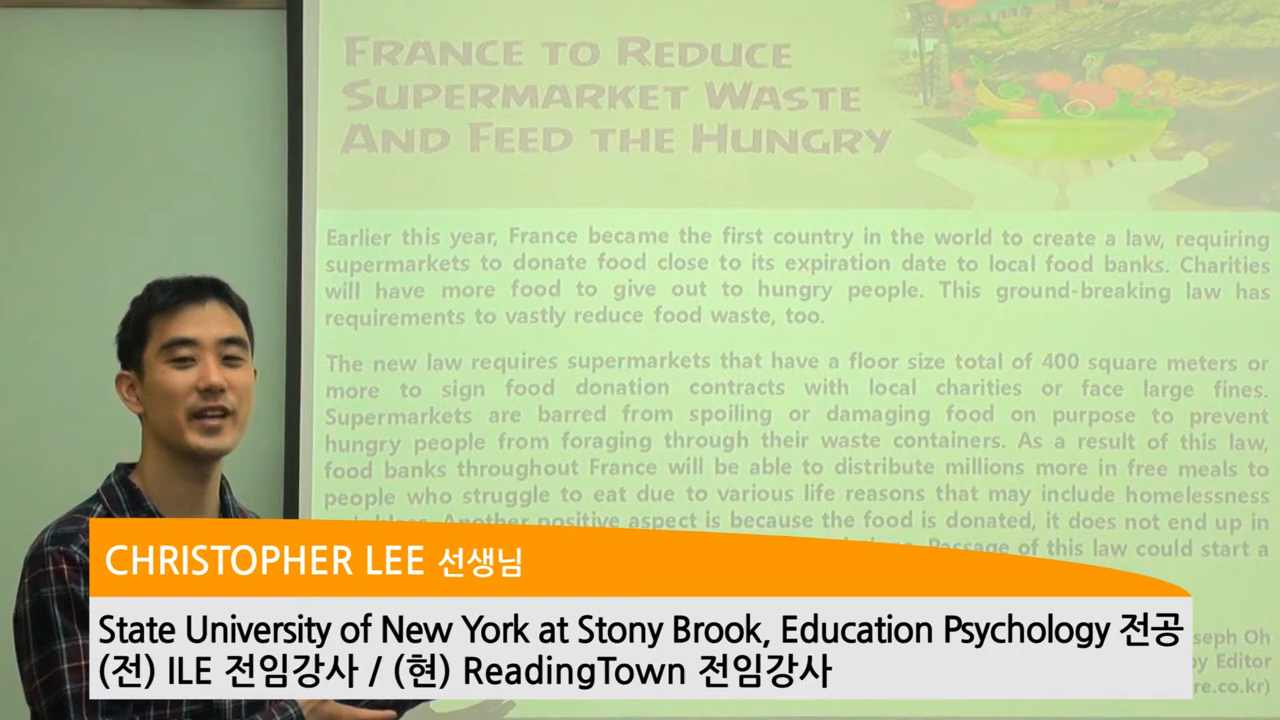 FRANCE TO REDUCE
SUPERMARKET WASTE
AND FEED THE HUNGRY
Earlier this year, France became the first country in the world to create a law, requiring
supermarkets to donate food close to its expiration date to local food banks. Charities
will have more food to give out to hungry people. This ground-breaking law has
requirements to vastly reduce food waste, too.
The new law requires supermarkets that have a floor size total of 400 square meters or
more to sign food donation contracts with local charities or face large fines.
Supermarkets are barred from spoiling or damaging food on purpose to prevent
hungry people from foraging through their waste containers. As a result of this law,
food banks throughout France will be able to distribute millions more in free meals to
people who struggle to eat due to various life reasons that may include homelessness
Another positive aspect is because the food is donated, it does not end up in
Passage of this law could start a
seph Oh
by Editor
re.co.kr)
CHRISTOPHER LEE 선생님
State University of New York at Stony Brook, Education Psychology 전공
(전) ILE 전임강사 / (현) ReadingTown 전임강사